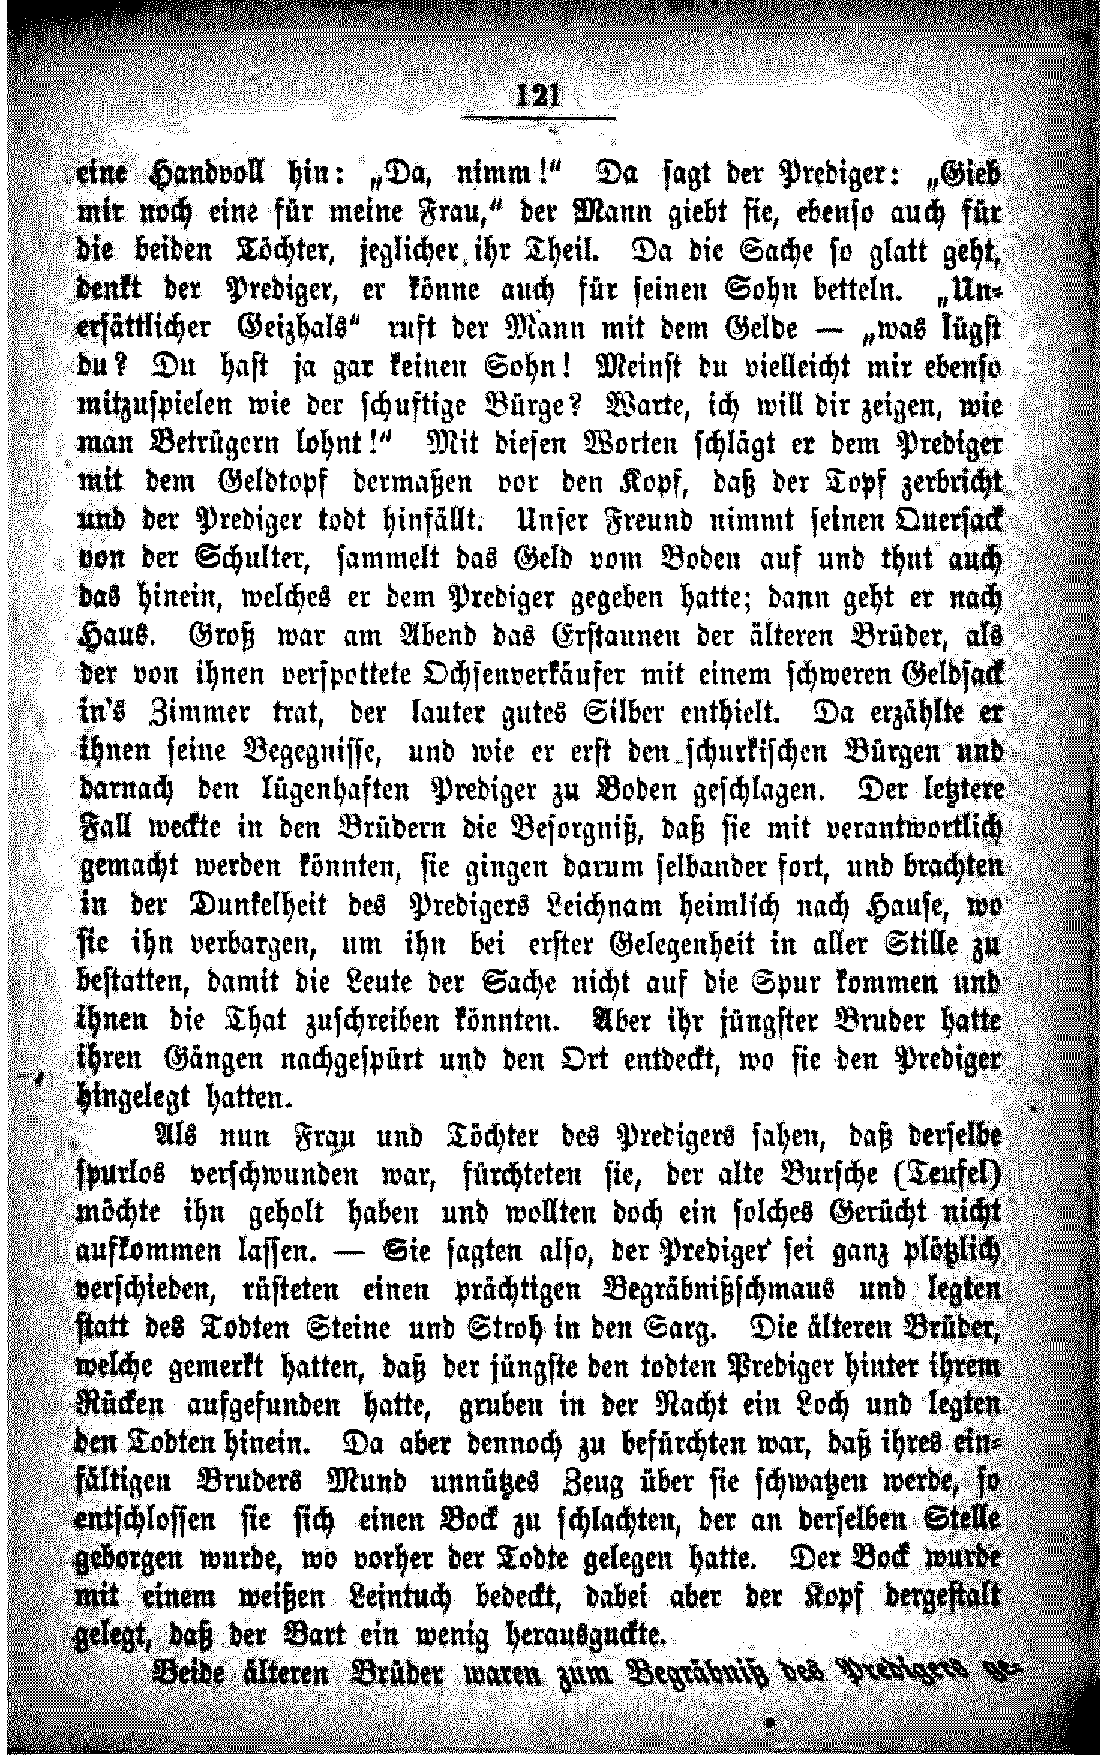 121
eine Handvoll hin: „Da, nimm!“ Da sagt der Prediger: „Gieb
mir noch eine für meine Frau,“ der Mann giebt sie, ebenso auch für
die beiden Töchter, jeglicher ihr Theil. Da die Sache so glatt geht,
denkt der Prediger, er könne auch für seinen Sohn betteln. „Un-
ersättlicher Geizhals“ ruft der Mann mit dem Gelde — „was lügst
du? Du hast ja gar keinen Sohn! Meinst du vielleicht mir ebenso
mitzuspielen wie der schuftige Bürge? Warte, ich will dir zeigen, wie
man Betrügern lohnt!“ Mit diesen Worten schlägt er dem Prediger
mit dem Geldtopf dermaßen vor den Kopf, daß der Topf zerbricht
und der Prediger todt hinfällt. Unser Freund nimmt seinen Quersack
von der Schulter, sammelt das Geld vom Boden auf und thut auch
das hinein, welches er dem Prediger gegeben hatte; dann geht er nach
Haus. Groß war am Abend das Erstaunen der älteren Brüder, als
der von ihnen verspottete Ochsenverkäufer mit einem schweren Geldsack
in's Zimmer trat, der lauter gutes Silber enthielt. Da erzählte er
ihnen seine Begegnisse, und wie er erst den schurkischen Bürgen und
darnach den lügenhaften Prediger zu Boden geschlagen. Der letztere
Fall weckte in den Brüdern die Besorgniß, daß sie mit verantwortlich
gemacht werden könnten, sie gingen darum selbander fort, und brachten
in der Dunkelheit des Predigers Leichnam heimlich nach Hause, wo
sie ihn verbargen, um ihn bei erster Gelegenheit in aller Stille zu
bestatten, damit die Leute der Sache nicht auf die Spur kommen und
ihnen die That zuschreiben könnten. Aber ihr jüngster Bruder hatte
ihren Gängen nachgespürt und den Ort entdeckt, wo sie den Prediger
hingelegt hatten.
Als nun Frau und Töchter des Predigers sahen, daß derselbe
spurlos verschwunden war, fürchteten sie, der alte Bursche (Teufel)
möchte ihn geholt haben und wollten doch ein solches Gerücht nicht
aufkommen lassen. — Sie sagten also, der Prediger sei ganz plötzlich
verschieden, rüsteten einen prächtigen Begräbnißschmaus und legten
statt des Todten Steine und Stroh in den Sarg. Die älteren Brüder,
welche gemerkt hatten, daß der jüngste den todten Prediger hinter ihrem
Rücken aufgefunden hatte, gruben in der Nacht ein Loch und legten
den Todten hinein. Da aber dennoch zu befürchten war, daß ihres ein-
fältigen Bruders Mund unnützes Zeug über sie schwatzen werde, so
entschlossen sie sich einen Bock zu schlachten, der an derselben Stelle
geborgen wurde, wo vorher der Todte gelegen hatte. Der Bock wurde
mit einem weißen Leintuch bedeckt, dabei aber der Kopf dergestalt
gelegt, daß der Bart ein wenig herausguckte.
Beide älteren Brüder waren zum Begräbniß des Predigers ge-